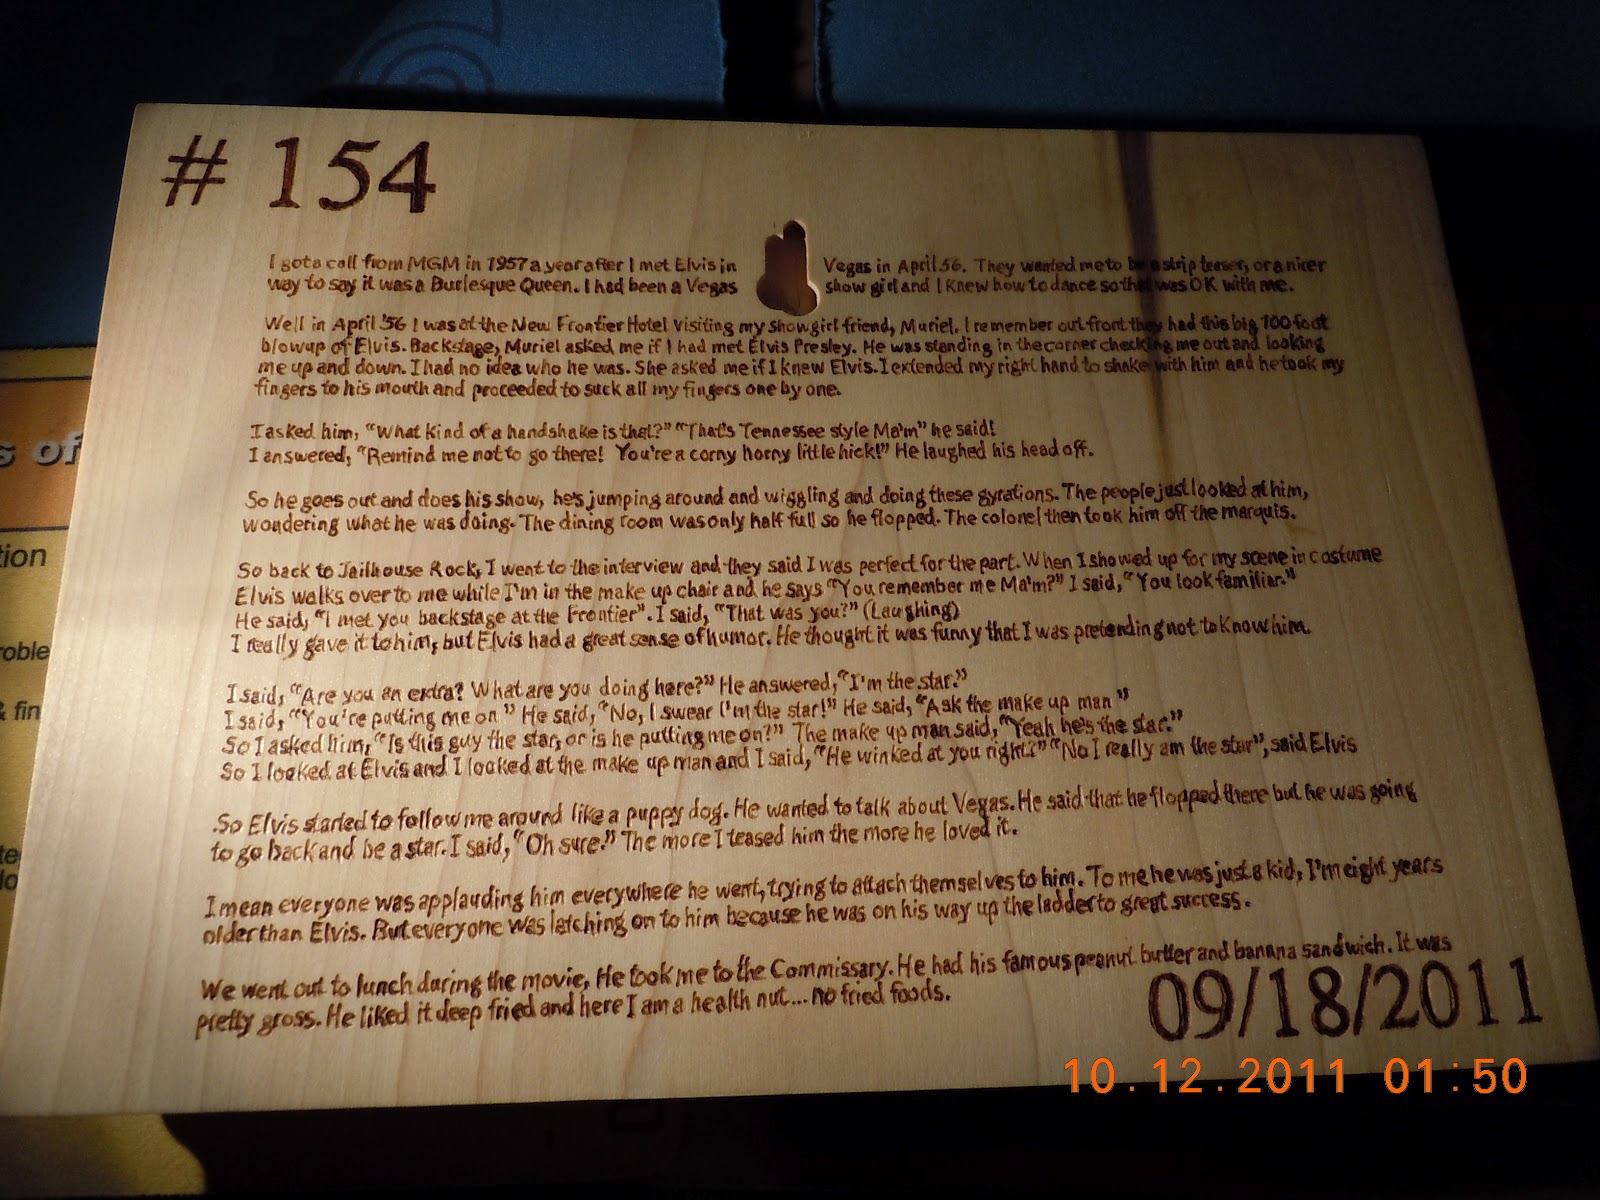 # 154
I got a call from MGM in 1957 a year after I met Elvis in Vegas in April 56. They wanted me to be a strip teaser, or a nicer
way to say it was a Burlesque Queen. I had been a Vegas show girl and I knew how to dance so that was OK with me.
Well in April '56 I was at the New Frontier Hotel visiting my showgirl friend, Muriel. I remember out front they had this big 100 foot
blowup of Elvis. Backstage, Muriel asked me if I had met Elvis Presley. He was standing in the corner checking me out and looking
me up and down. I had no idea who he was. She asked me if I knew Elvis. I extended my right hand to shake with him and he took my
fingers to his mouth and proceeded to suck all my fingers one by one.
I asked him, "What kind of a handshake is that?" "That's Tennessee style Ma'm" he said!
I answered, "Remind me not to go there! You're a corny horny little hick!" He laughed his head off.
So he goes out and does his show, he's jumping around and wiggling and doing these gyrations. The people just looked at him,
wondering what he was doing. The dining room was only half full so he flopped. The colonel then took him off the marquis.
So back to Jailhouse Rock, I went to the interview and they said I was perfect for the part. When I showed up for my scene in costume
Elvis walks over to me while I'm in the make up chair and he says "You remember me Ma'm?" I said, "You look familiar."
He said, "I met you backstage at the Frontier". I said, "That was you?" (Laughing)
I really gave it to him, but Elvis had a great sense of humor. He thought it was funny that I was pretending not to know him.
I said, "Are you an extra? What are you doing here?" He answered, "I'm the star."
I said, "You're putting me on" He said, "No, I swear I'm the star!" He said, "Ask the make up man"
So I asked him, "Is this guy the star, or is he putting me on?" The make up man said, "Yeah he's the star."
So I looked at Elvis and I looked at the make up man and I said, "He winked at you right?" "No I really am the star", said Elvis
So Elvis started to follow me around like a puppy dog. He wanted to talk about Vegas. He said that he flopped there but he was going
to go back and be a star. I said, "Oh sure." The more I teased him the more he loved it.
I mean everyone was applauding him everywhere he went, trying to attach themselves to him. To me he was just a kid, I'm eight years
older than Elvis. But everyone was latching on to him because he was on his way up the ladder to great success.
We went out to lunch during the movie, He took me to the Commissary. He had his famous peanut butter and banana sandwich. It was
pretty gross. He liked it deep fried and here I am a health nut... no fried foods.
09/18/2011
10.12.2011 01:50
s of
tion
roble
& fin